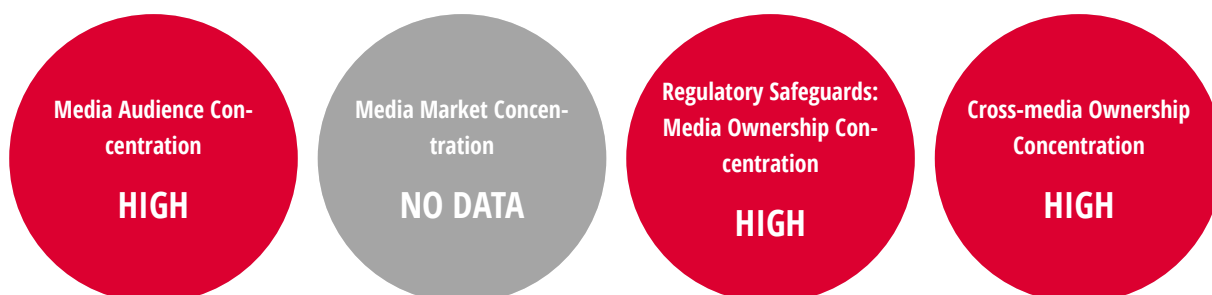 Media Audience Con-
centration
HIGH
Media Market Concen-
tration
NO DATA
Regulatory Safeguards:
Media Ownership Con-
centration
HIGH
Cross-media Ownership
Concentration
HIGH